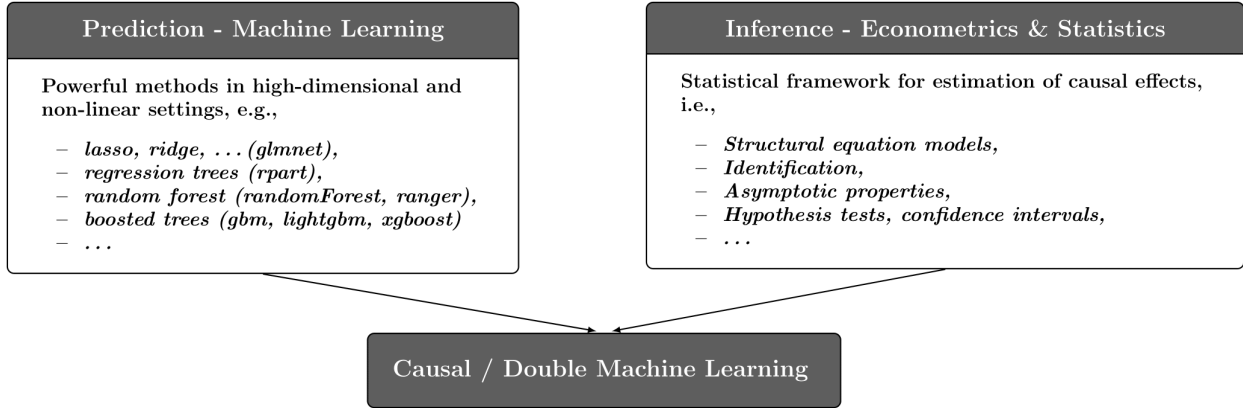 Prediction - Machine Learning
Powerful methods in high-dimensional and
non-linear settings, e.g.,
– lasso, ridge, ... (glmnet),
– regression trees (rpart),
– random forest (randomForest, ranger),
– boosted trees (gbm, lightgbm, xgboost)
– ...
Inference - Econometrics & Statistics
Statistical framework for estimation of causal effects,
i.e.,
– Structural equation models,
– Identification,
– Asymptotic properties,
– Hypothesis tests, confidence intervals,
– ...
Causal / Double Machine Learning